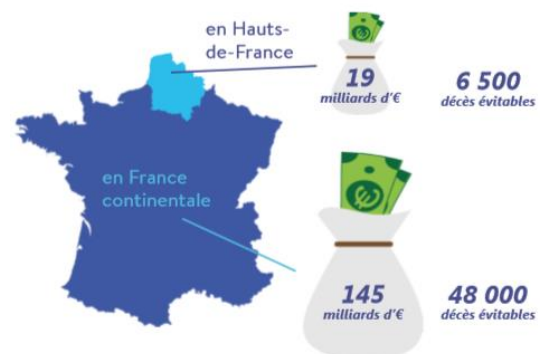 en Hauts-
de-France
19
milliards d'€
6 500
décès évitables
en France
continentale
145
milliards d'€
48 000
décès évitables